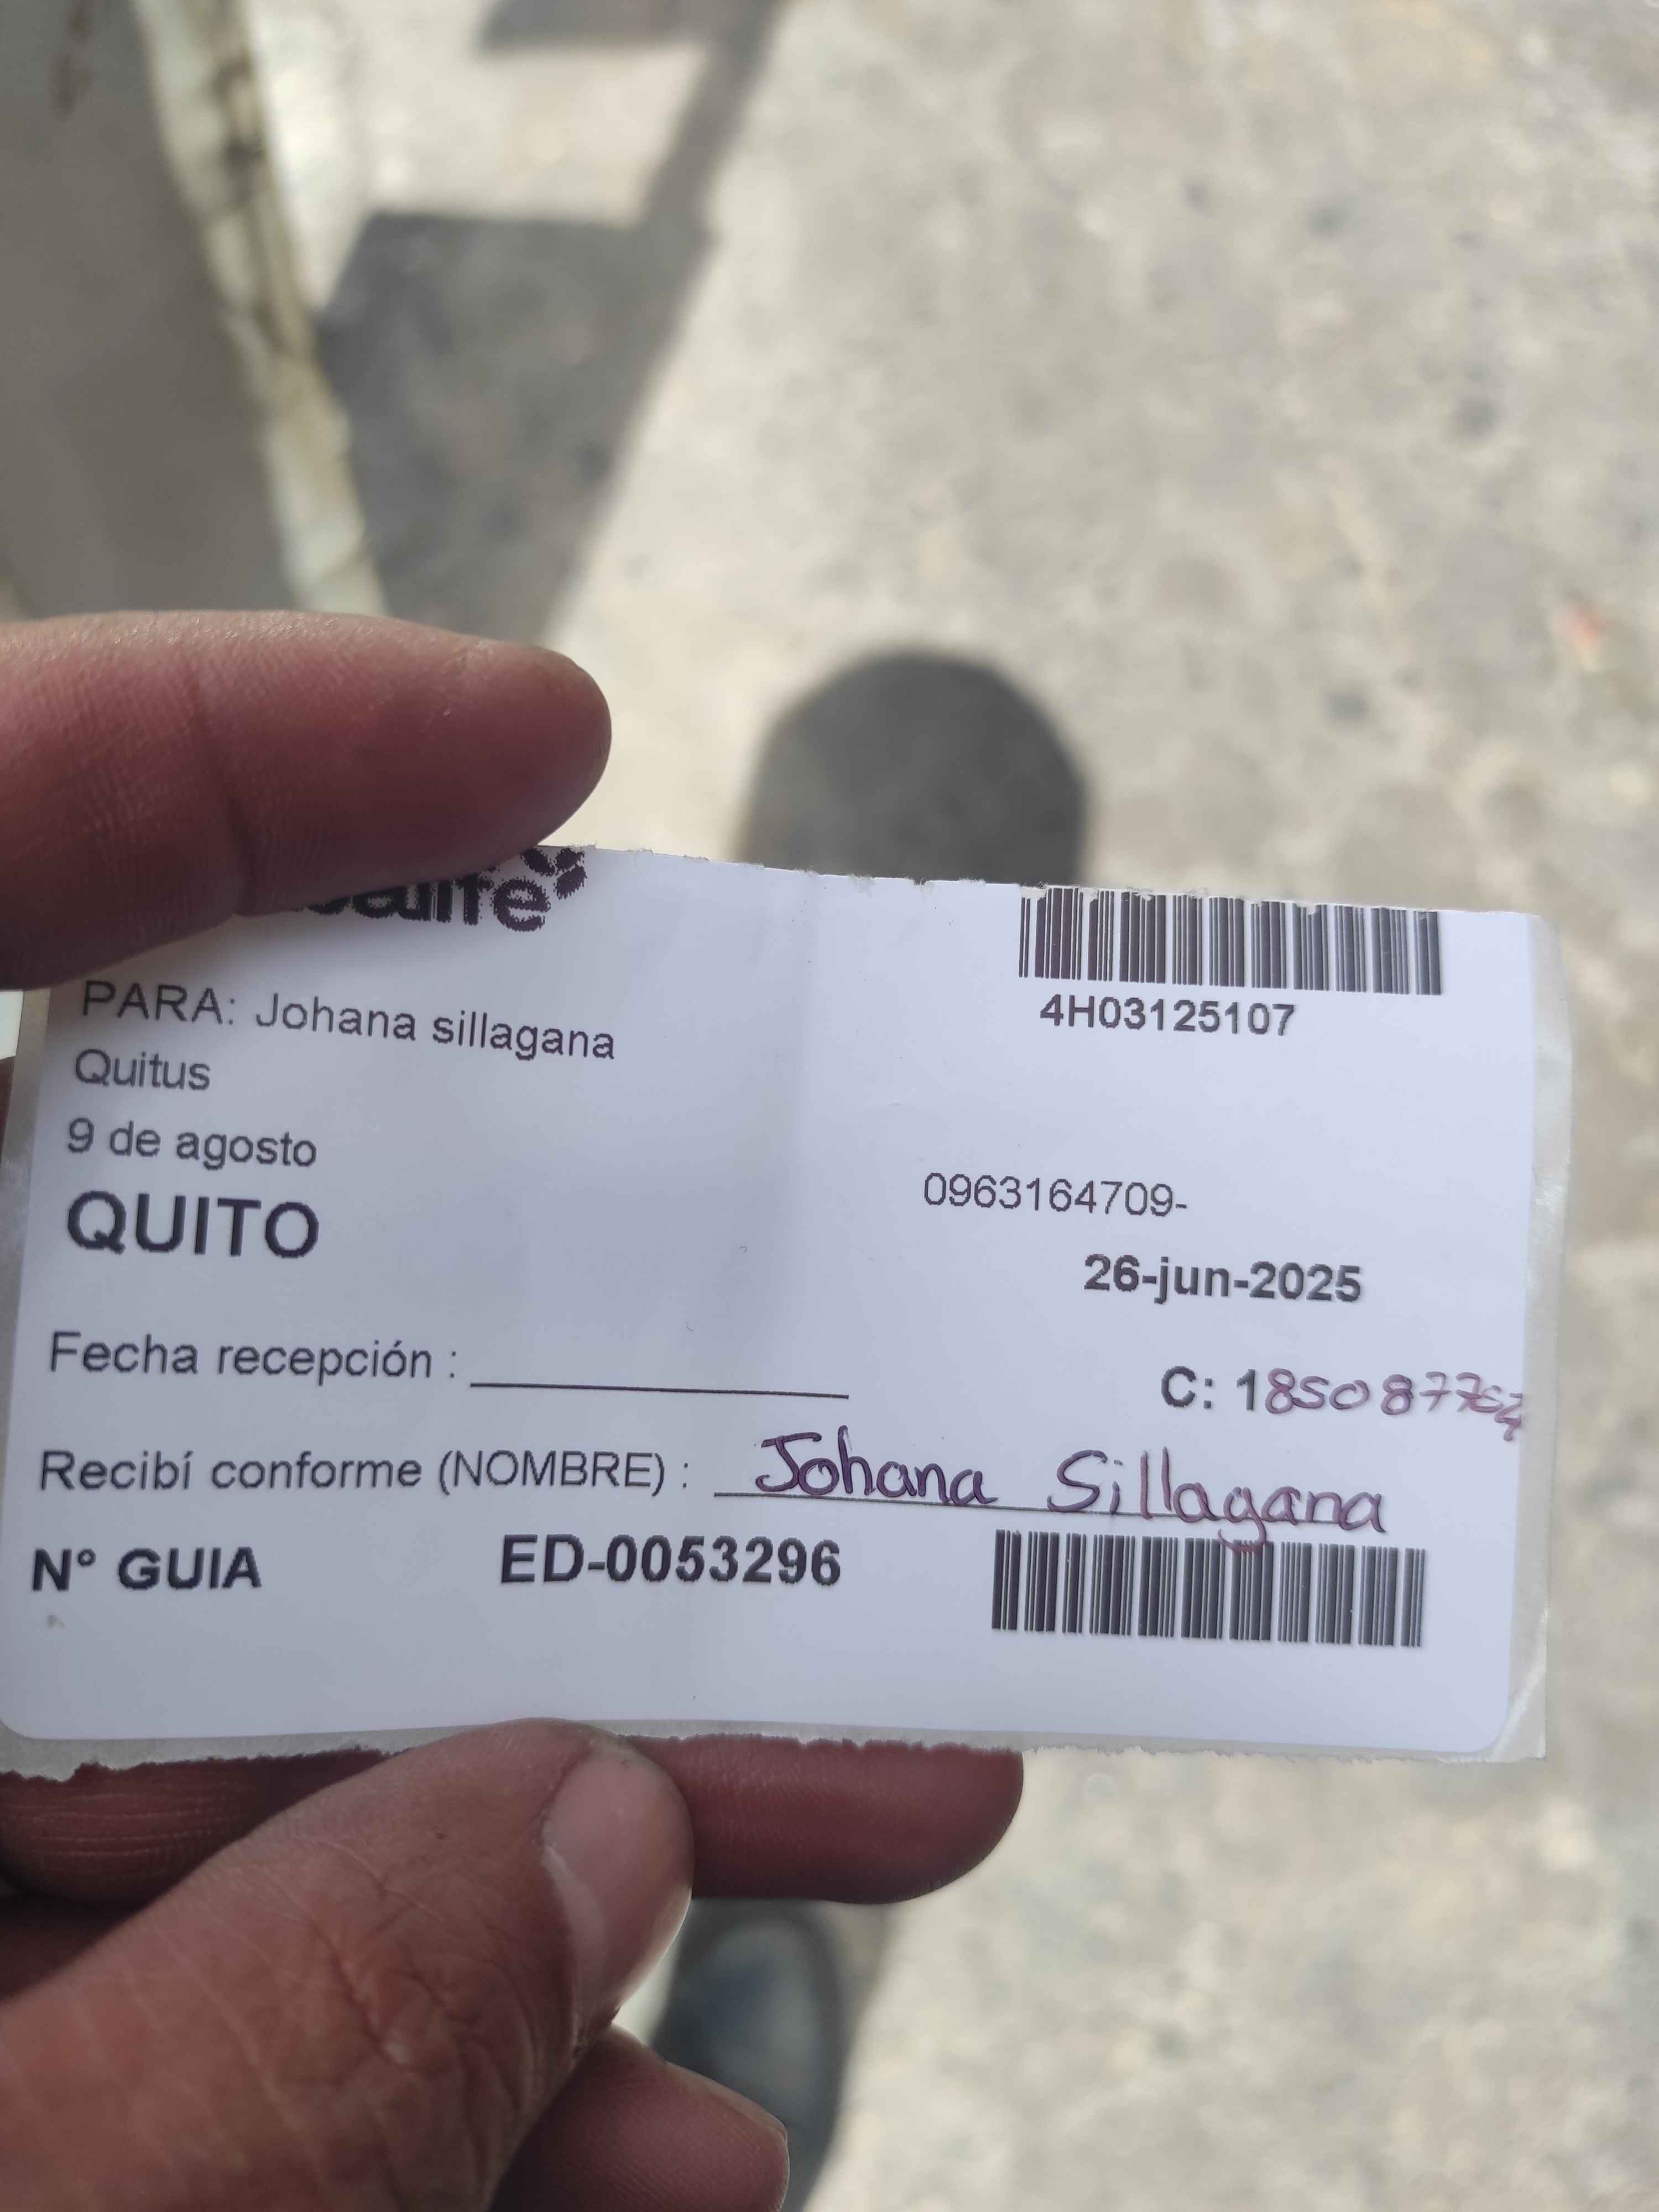 4H03125107
PARA: Johana sillagana
Quitus
9 de agosto
0963164709-
QUITO
26-jun-2025
Fecha recepción :
C: 1
Recibí conforme (NOMBRE) : Johana Sillagana
N° GUIA ED-0053296